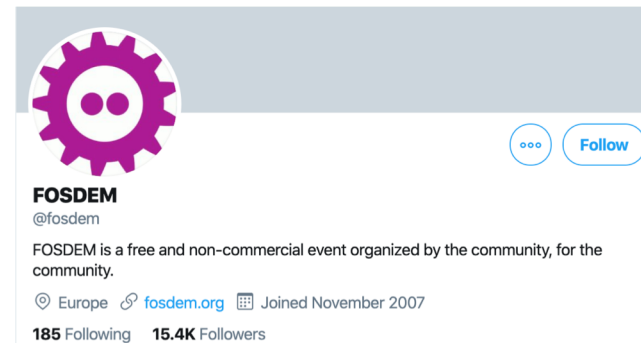 Follow
FOSDEM
@fosdem
FOSDEM is a free and non-commercial event organized by the community, for the
community.
Europe fosdem.org Joined November 2007
185 Following 15.4K Followers